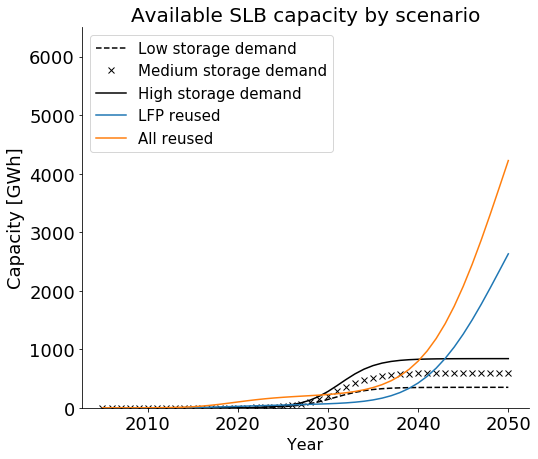 Available SLB capacity by scenario
Low storage demand
Medium storage demand
High storage demand
LFP reused
All reused
Capacity [GWh]
6000
5000
4000
3000
2000
1000
0
2010
2020
2030
2040
2050
Year